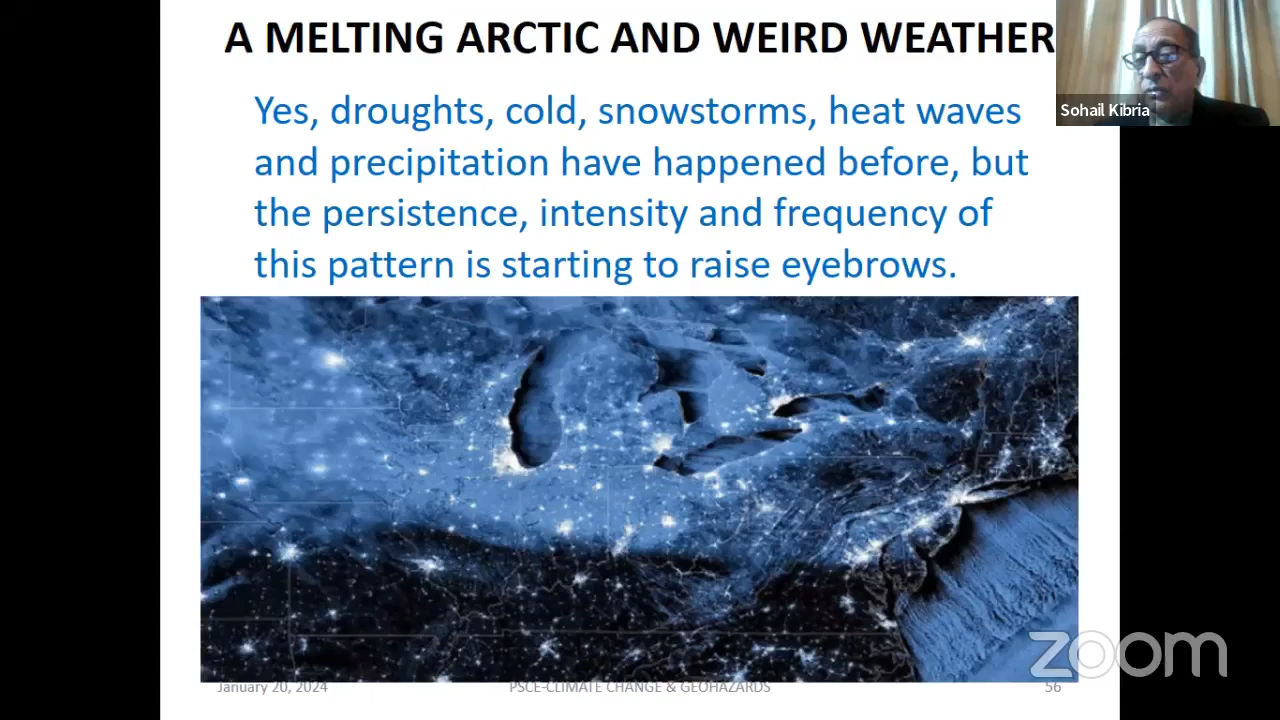 A MELTING ARCTIC AND WEIRD WEATHER
Sohail Kibria
Yes, droughts, cold, snowstorms, heat waves
and precipitation have happened before, but
the persistence, intensity and frequency of
this pattern is starting to raise eyebrows.
zoom
January 20, 2024
PSCE-CLIMATE CHANGE & GEOHAZARDS
56